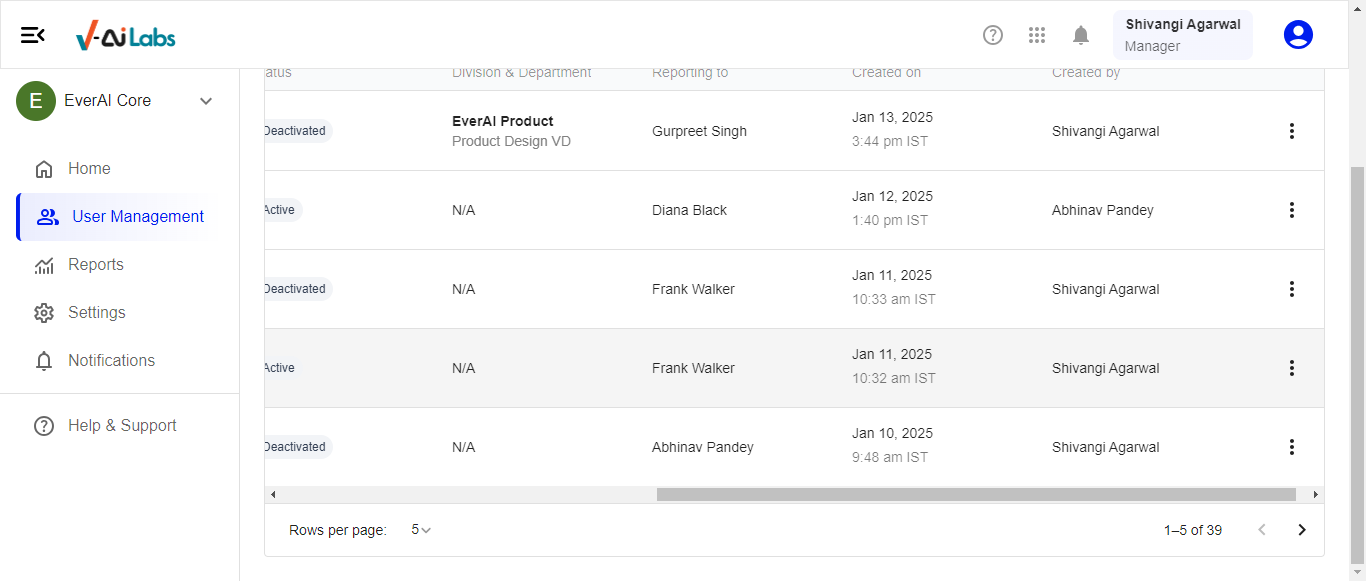 V-Ai Labs
Shivangi Agarwal
Manager
E
EverAI Core
Home
User Management
Reports
Settings
Notifications
Help & Support
atus Division & Department Reporting to Created on Created by
Deactivated EverAI Product Gurpreet Singh Jan 13, 2025 Shivangi Agarwal
Product Design VD 3:44 pm IST
Active N/A Diana Black Jan 12, 2025 Abhinav Pandey
1:40 pm IST
Deactivated N/A Frank Walker Jan 11, 2025 Shivangi Agarwal
10:33 am IST
Active N/A Frank Walker Jan 11, 2025 Shivangi Agarwal
10:32 am IST
Deactivated N/A Abhinav Pandey Jan 10, 2025 Shivangi Agarwal
9:48 am IST
Rows per page: 5 1–5 of 39